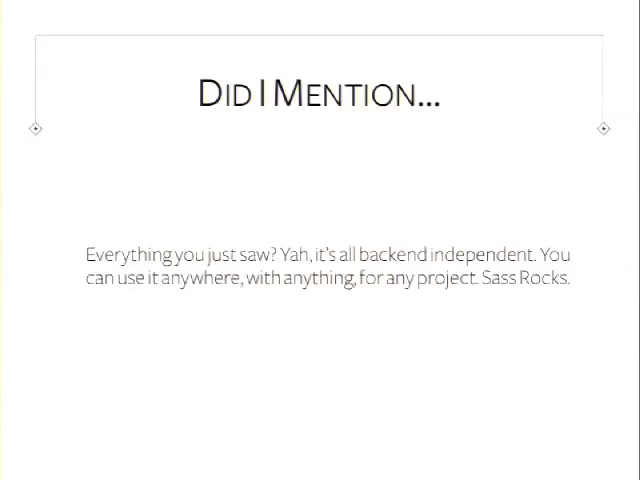 Did I Mention...
Everything you just saw? Yah, it's all backend independent. You
can use it anywhere, with anything, for any project. Sass Rocks.